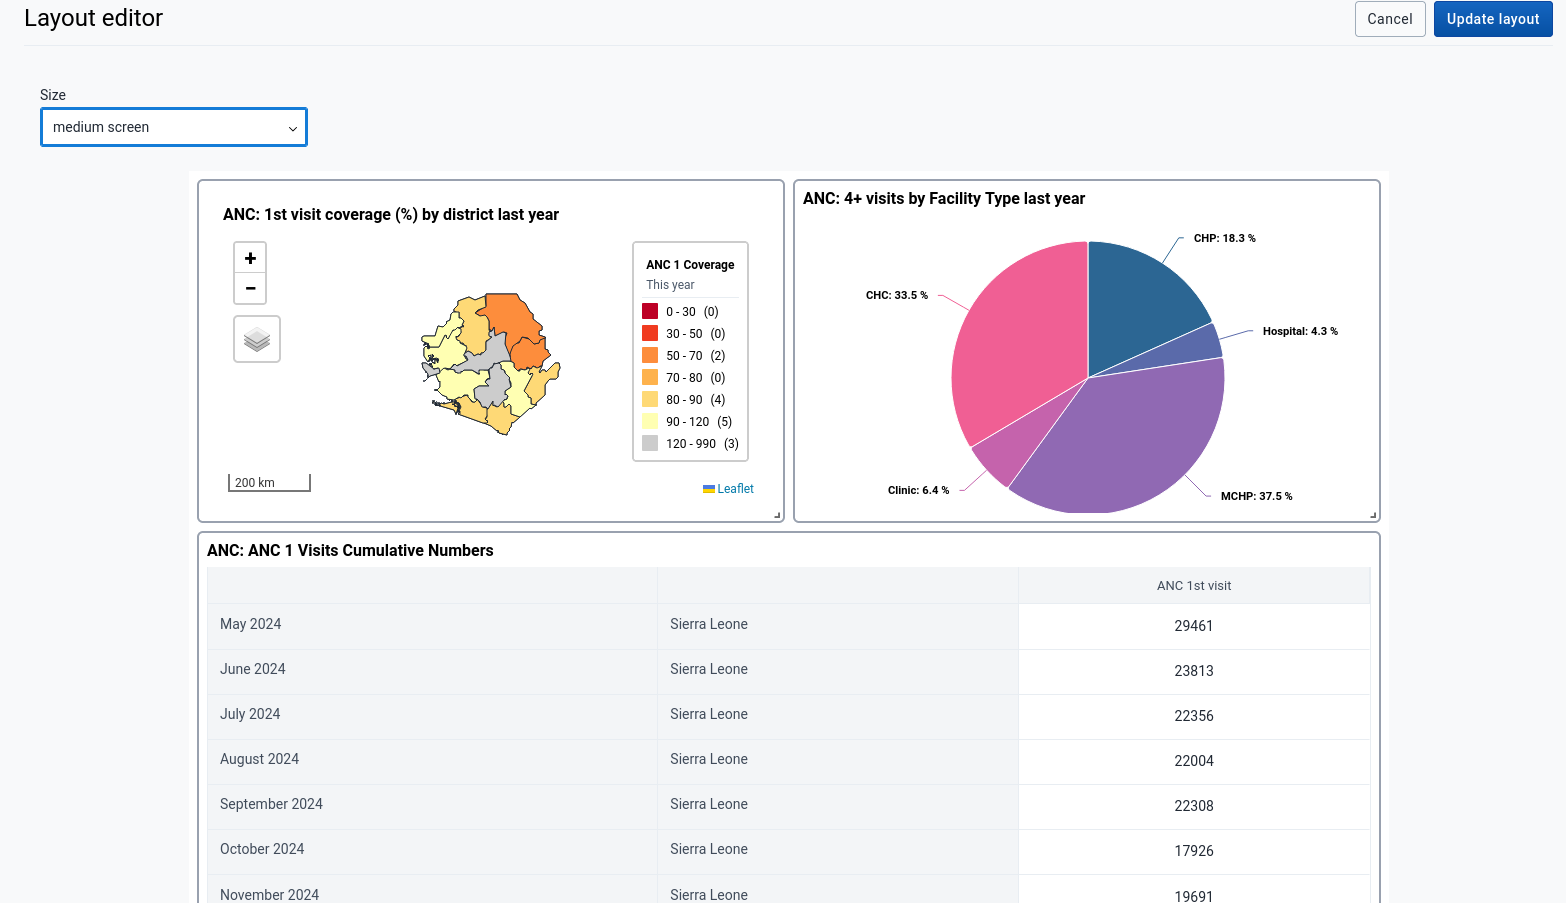 Layout editor
Cancel
Update layout
Size
medium screen
ANC: 1st visit coverage (%) by district last year
+
−
ANC 1 Coverage
This year
0 - 30 (0)
30 - 50 (0)
50 - 70 (2)
70 - 80 (0)
80 - 90 (4)
90 - 120 (5)
120 - 990 (3)
200 km
Leaflet
ANC: 4+ visits by Facility Type last year
CHP: 18.3 %
CHC: 33.5 %
Hospital: 4.3 %
Clinic: 6.4 %
MCHP: 37.5 %
ANC: ANC 1 Visits Cumulative Numbers
ANC 1st visit
May 2024 Sierra Leone 29461
June 2024 Sierra Leone 23813
July 2024 Sierra Leone 22356
August 2024 Sierra Leone 22004
September 2024 Sierra Leone 22308
October 2024 Sierra Leone 17926
November 2024 Sierra Leone 19691